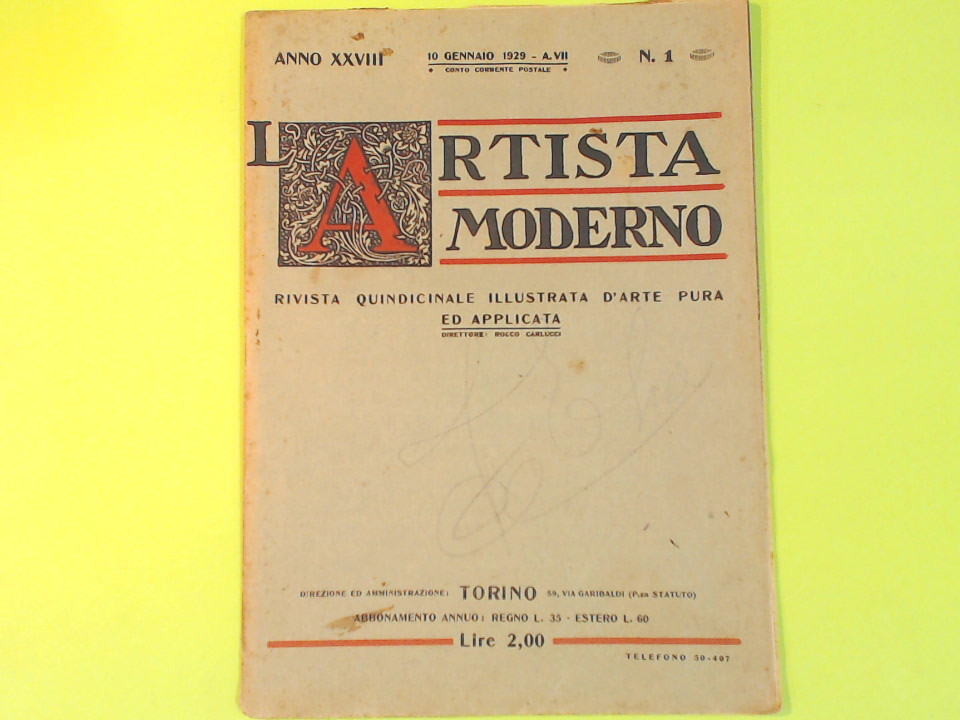 ANNO XXVIII 10 GENNAIO 1929 - A. VII N. 1
• CONTO CORRENTE POSTALE •
L'ARTISTA
MODERNO
RIVISTA QUINDICINALE ILLUSTRATA D'ARTE PURA
ED APPLICATA
DIRETTORE: ROCCO CARLUCCI
DIREZIONE ED AMMINISTRAZIONE: TORINO 59, VIA GARIBALDI (P.ZA STATUTO)
ABBONAMENTO ANNUO: REGNO L. 35 - ESTERO L. 60
Lire 2,00
TELEFONO 50-407